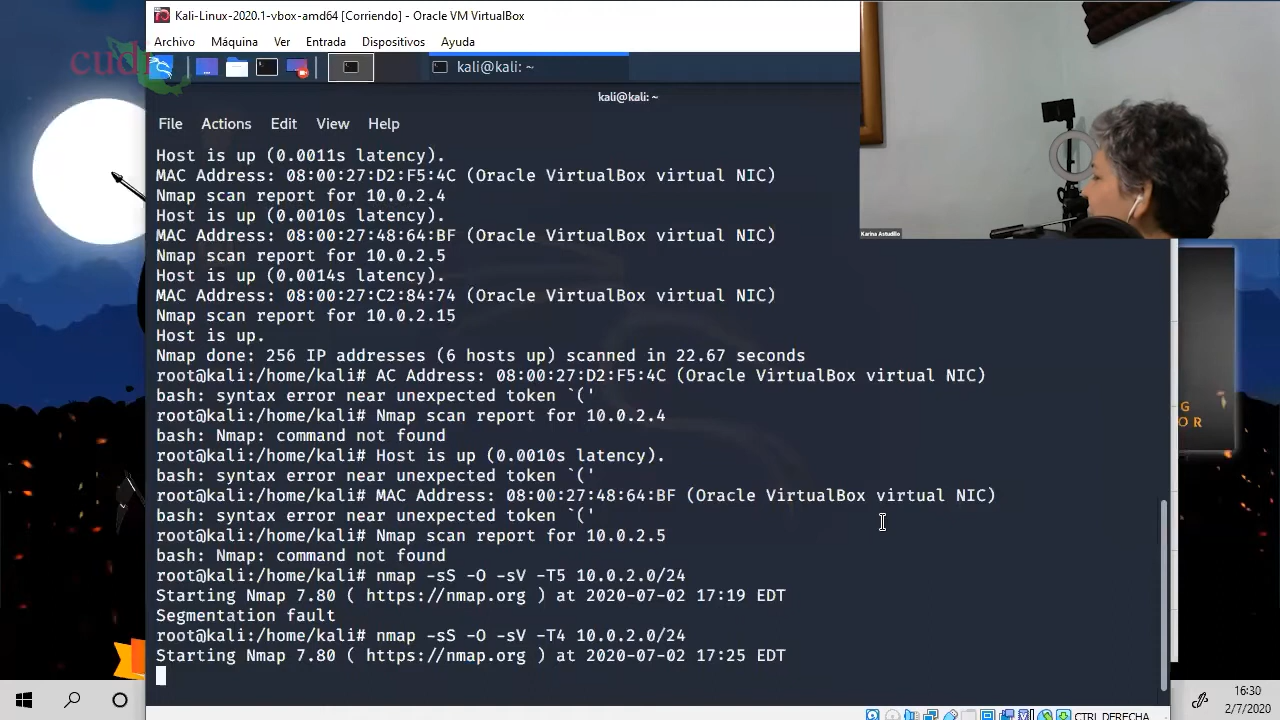 Kali-Linux-2020.1-vbox-amd64 [Corriendo] - Oracle VM VirtualBox
Archivo Máquina Ver Entrada Dispositivos Ayuda
cudi
kali@kali: ~
kali@kali: ~
File Actions Edit View Help
Host is up (0.0011s latency).
MAC Address: 08:00:27:D2:F5:4C (Oracle VirtualBox virtual NIC)
Nmap scan report for 10.0.2.4
Host is up (0.0010s latency).
MAC Address: 08:00:27:48:64:BF (Oracle VirtualBox virtual NIC)
Nmap scan report for 10.0.2.5
Host is up (0.0014s latency).
MAC Address: 08:00:27:C2:84:74 (Oracle VirtualBox virtual NIC)
Nmap scan report for 10.0.2.15
Host is up.
Nmap done: 256 IP addresses (6 hosts up) scanned in 22.67 seconds
root@kali:/home/kali# AC Address: 08:00:27:D2:F5:4C (Oracle VirtualBox virtual NIC)
bash: syntax error near unexpected token `('
root@kali:/home/kali# Nmap scan report for 10.0.2.4
bash: Nmap: command not found
root@kali:/home/kali# Host is up (0.0010s latency).
bash: syntax error near unexpected token `('
root@kali:/home/kali# MAC Address: 08:00:27:48:64:BF (Oracle VirtualBox virtual NIC)
bash: syntax error near unexpected token `('
root@kali:/home/kali# Nmap scan report for 10.0.2.5
bash: Nmap: command not found
root@kali:/home/kali# nmap -sS -O -sV -T5 10.0.2.0/24
Starting Nmap 7.80 ( https://nmap.org ) at 2020-07-02 17:19 EDT
Segmentation fault
root@kali:/home/kali# nmap -sS -O -sV -T4 10.0.2.0/24
Starting Nmap 7.80 ( https://nmap.org ) at 2020-07-02 17:25 EDT
Karina Astudillo
G
OR
CTRL DERECHA
16:30
2/7/2020